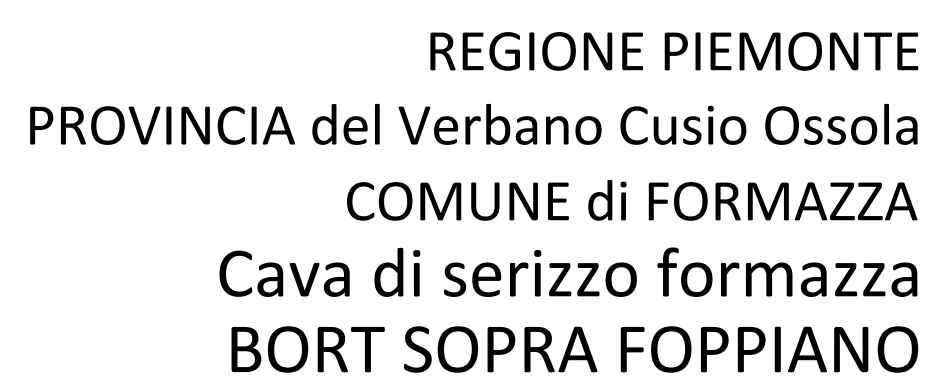 REGIONE PIEMONTE
PROVINCIA del Verbano Cusio Ossola
COMUNE di FORMAZZA
Cava di serizzo formazza
BORT SOPRA FOPPIANO